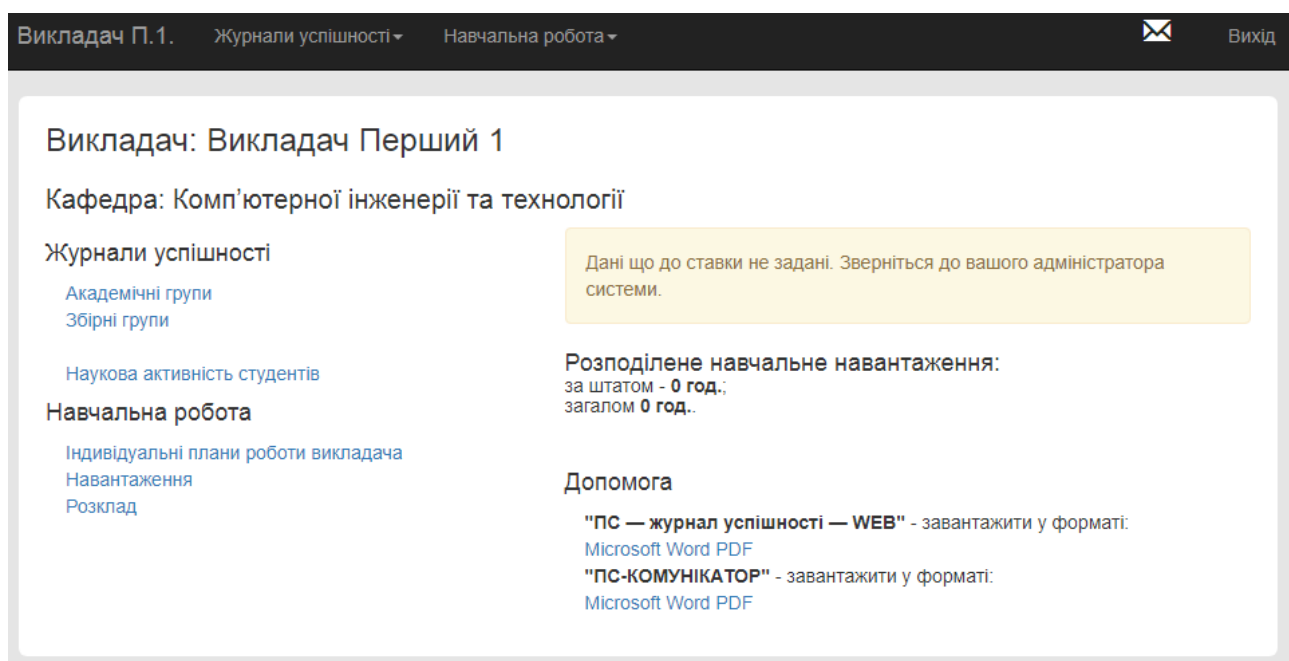 Викладач П.1. Журнали успішності Навчальна робота Вихід
Викладач: Викладач Перший 1
Кафедра: Комп’ютерної інженерії та технології
Журнали успішності
Академічні групи
Збірні групи
Наукова активність студентів
Навчальна робота
Індивідуальні плани роботи викладача
Навантаження
Розклад
Дані що до ставки не задані. Зверніться до вашого адміністратора
системи.
Розподілене навчальне навантаження:
за штатом - 0 год.;
загалом 0 год..
Допомога
"ПС — журнал успішності — WEB" - завантажити у форматі:
Microsoft Word PDF
"ПС-КОМУНІКАТОР" - завантажити у форматі:
Microsoft Word PDF